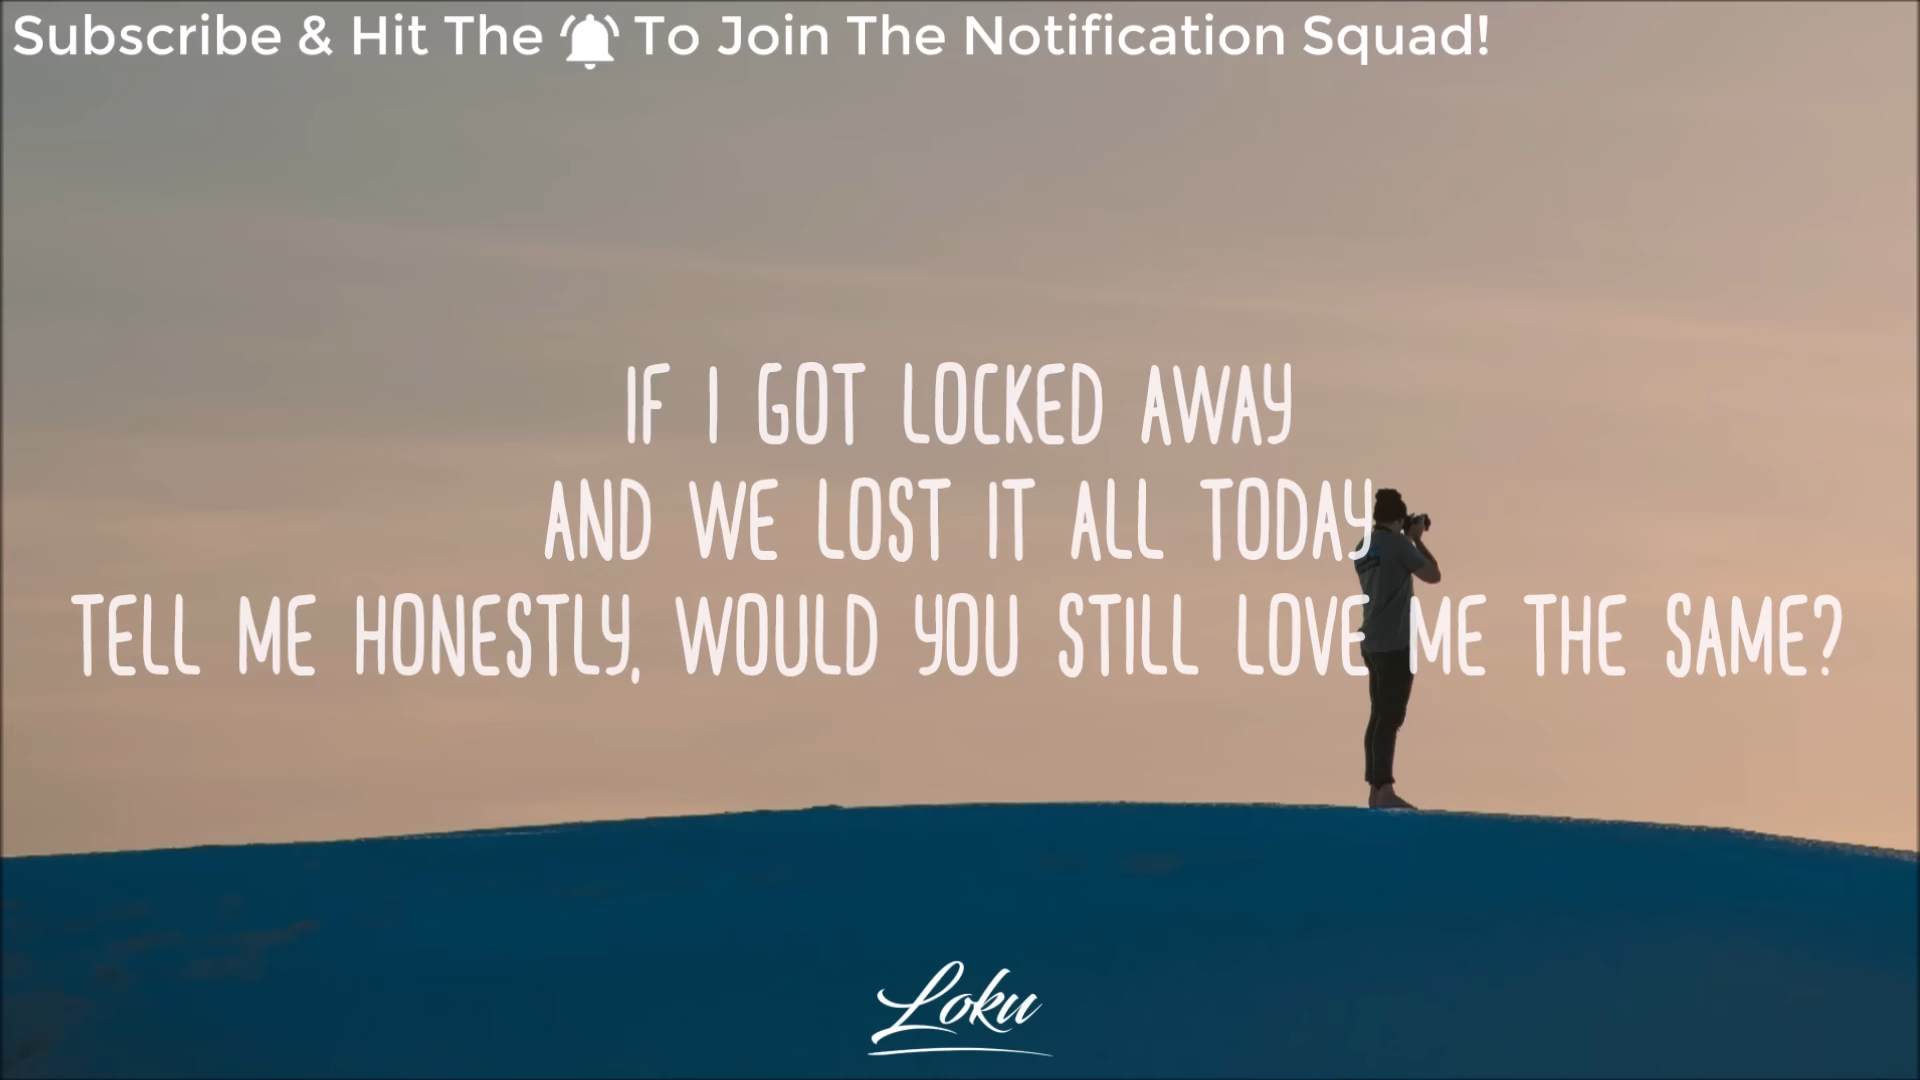 Subscribe & Hit The To Join The Notification Squad!
IF I GOT LOCKED AWAY
AND WE LOST IT ALL TODAY
TELL ME HONESTLY, WOULD YOU STILL LOVE ME THE SAME?
Loku